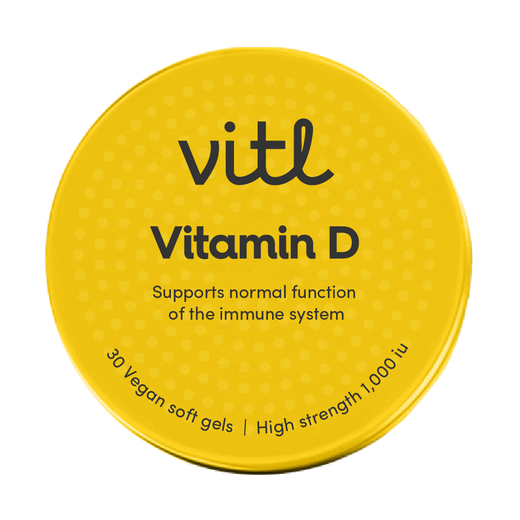 vitl
Vitamin D
Supports normal function
of the immune system
30 Vegan soft gels | High strength 1,000 iu